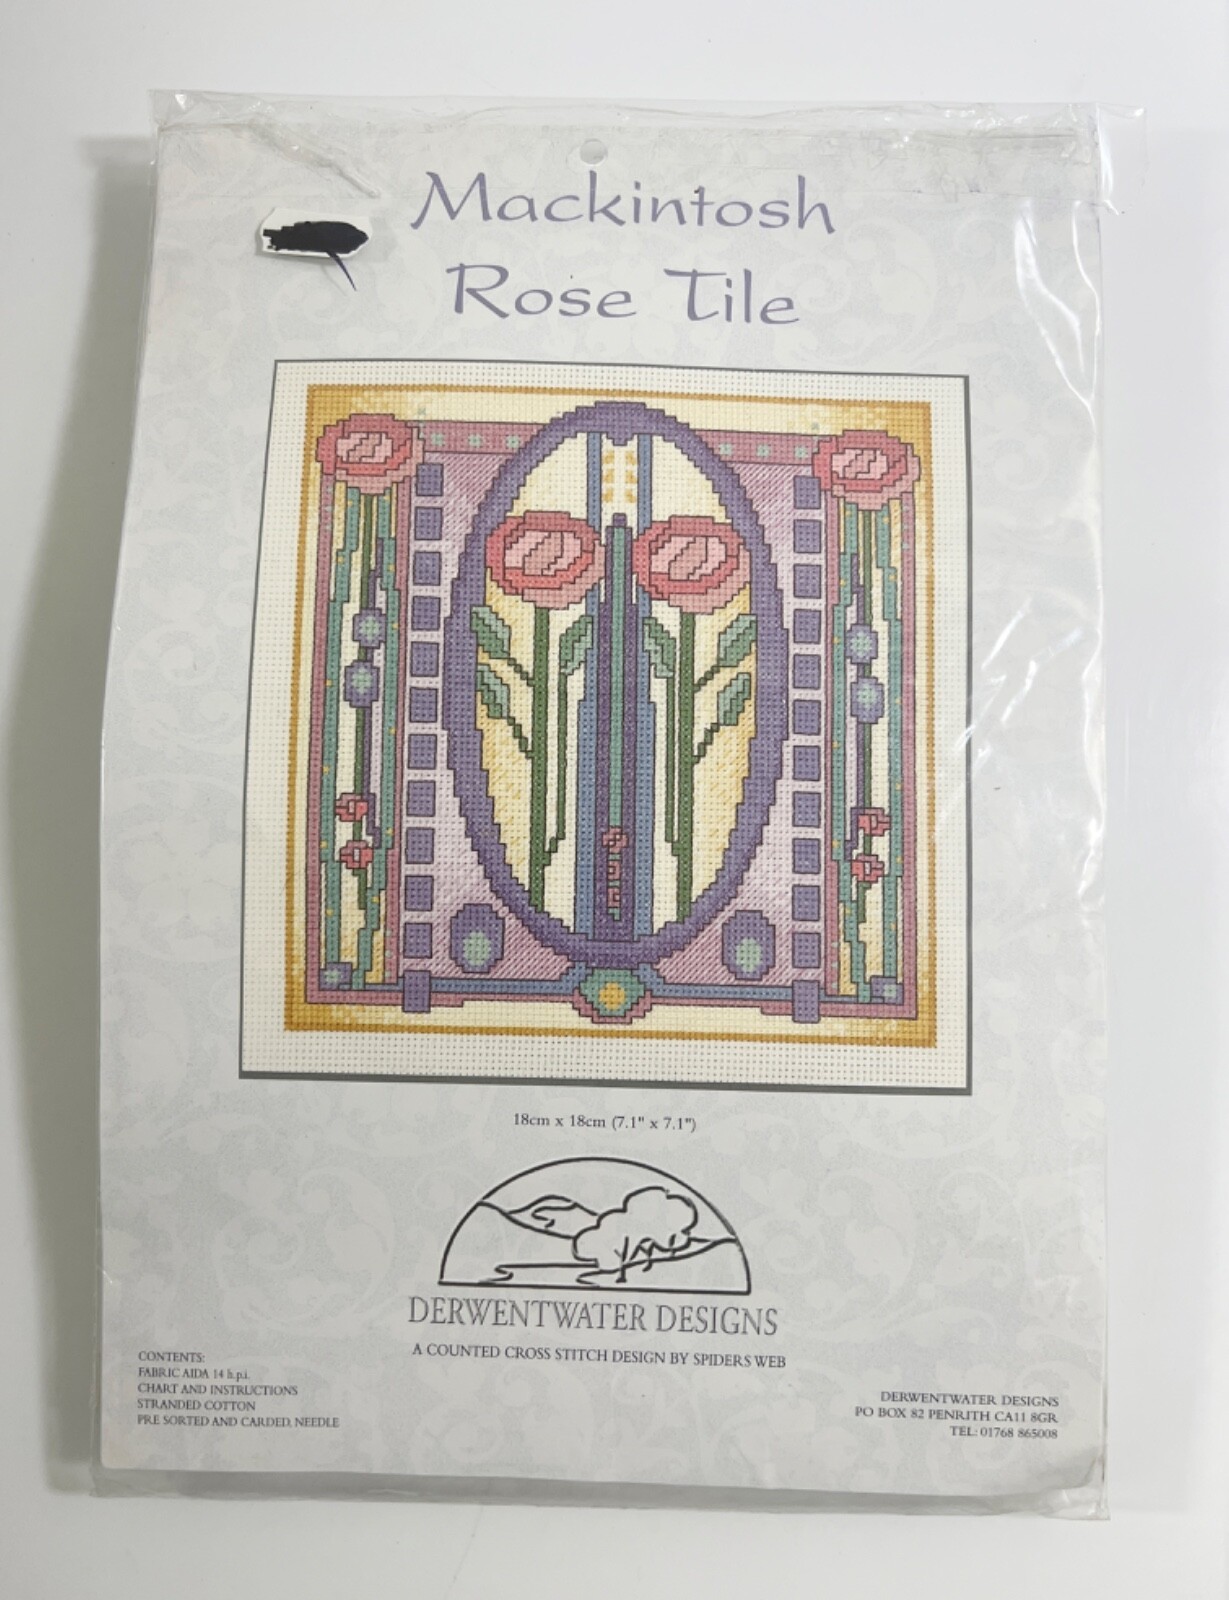 Mackintosh
Rose Tile
18cm x 18cm (7.1" x 7.1")
DERWENTWATER DESIGNS
A COUNTED CROSS STITCH DESIGN BY SPIDERS WEB
CONTENTS:
FABRIC AIDA 14 h.p.i.
CHART AND INSTRUCTIONS
STRANDED COTTON
PRE SORTED AND CARDED, NEEDLE
DERWENTWATER DESIGNS
PO BOX 82 PENRITH CA11 8GR
TEL: 01768 865008